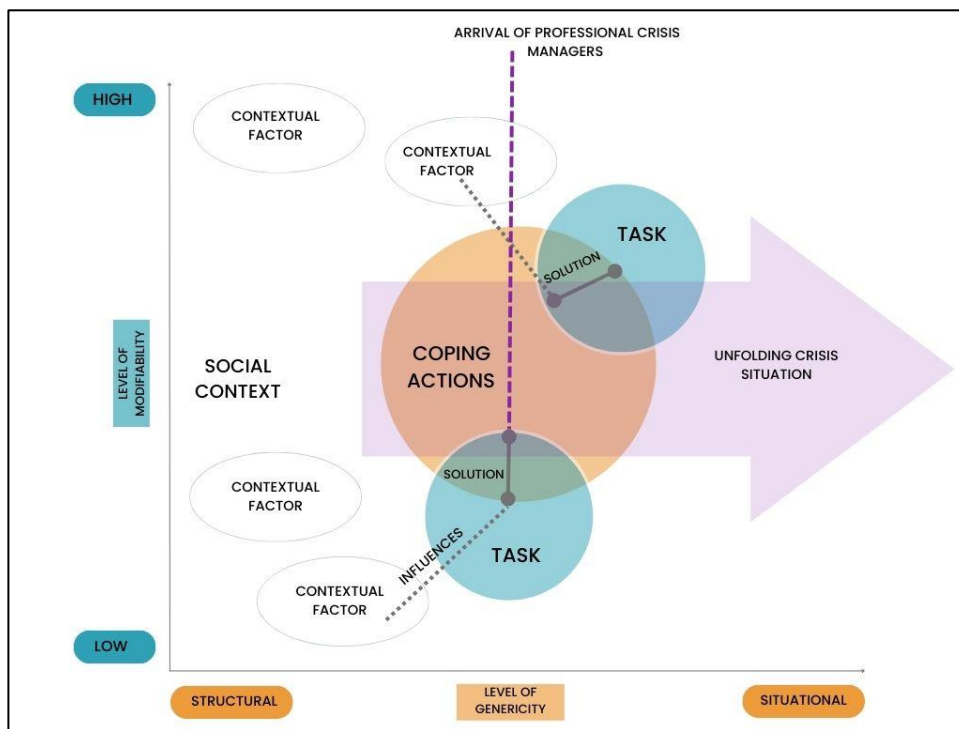 ARRIVAL OF PROFESSIONAL CRISIS
MANAGERS
HIGH
CONTEXTUAL
FACTOR
CONTEXTUAL
FACTOR
TASK
SOLUTION
LEVEL OF
MODIFIABILITY
SOCIAL
CONTEXT
COPING
ACTIONS
UNFOLDING CRISIS
SITUATION
CONTEXTUAL
FACTOR
SOLUTION
TASK
INFLUENCES
CONTEXTUAL
FACTOR
LOW
STRUCTURAL
LEVEL OF
GENERICITY
SITUATIONAL